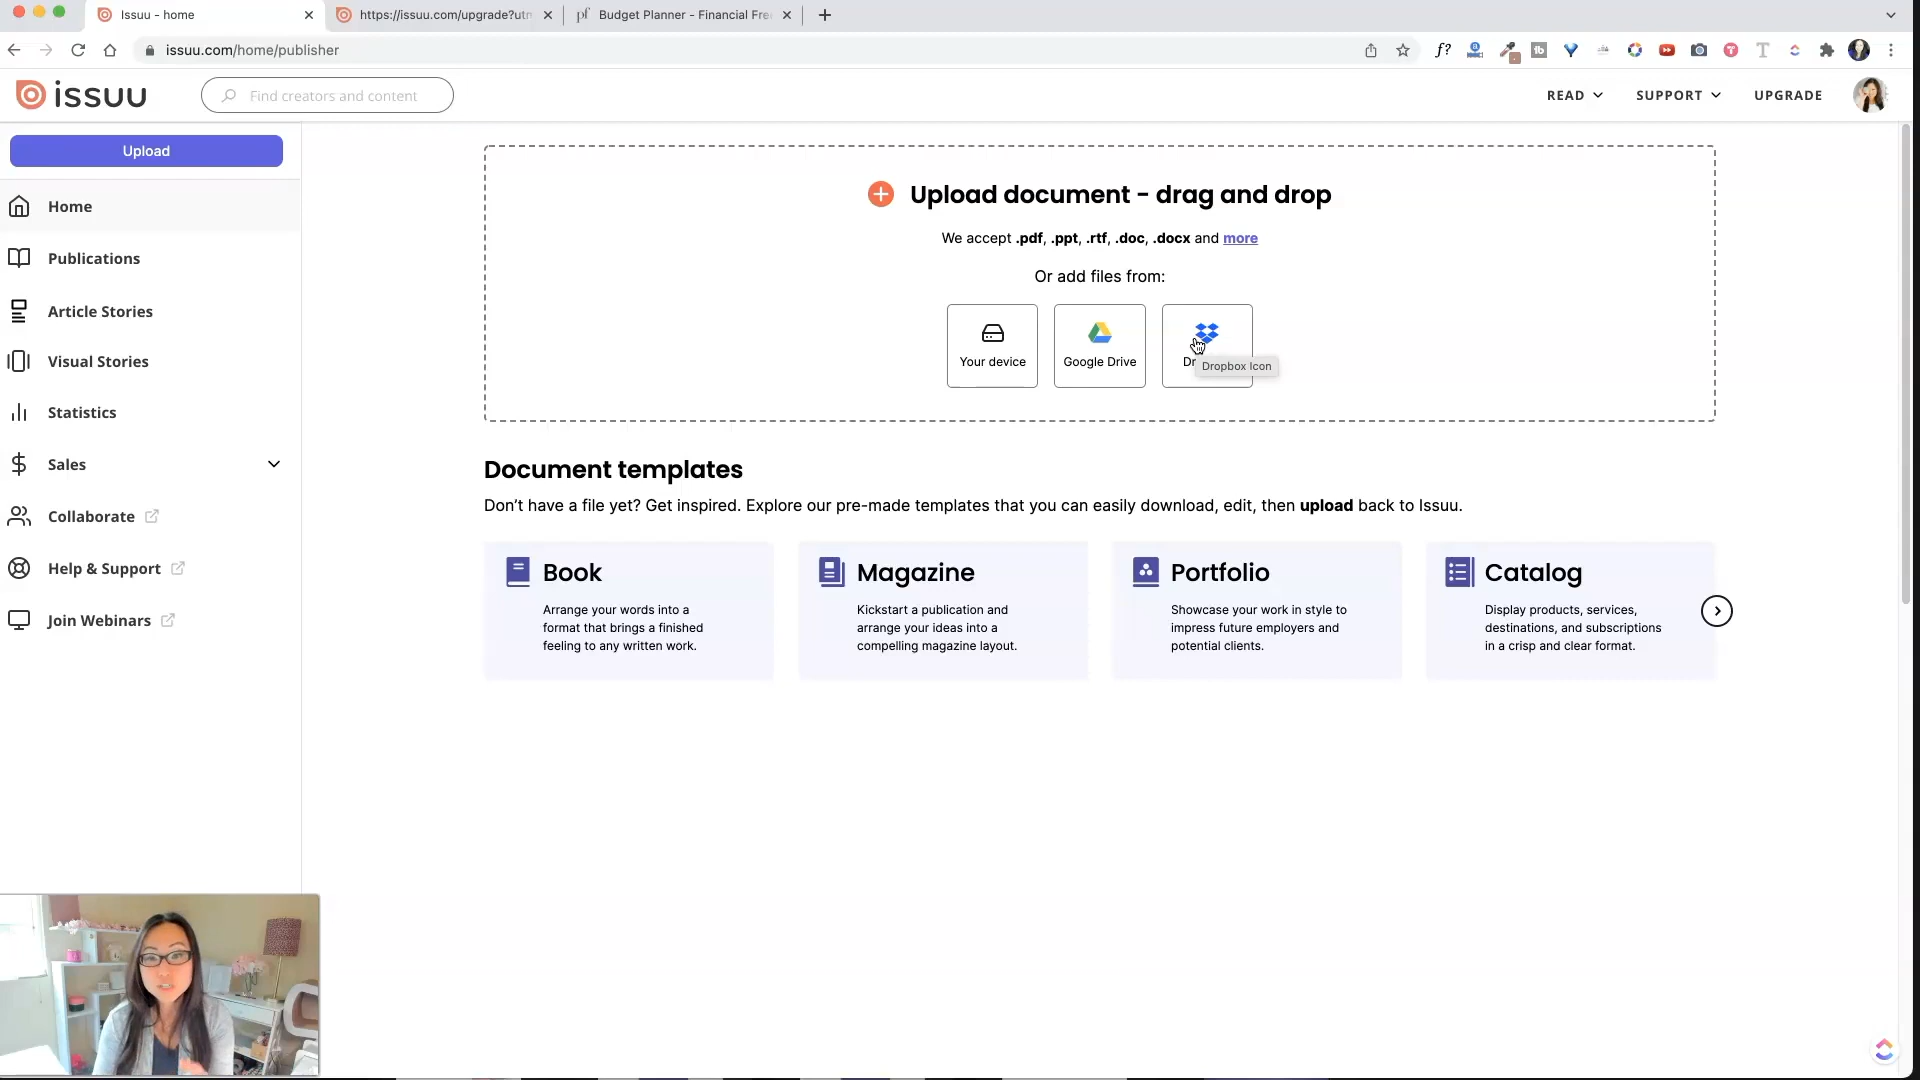 Issuu - home
https://issuu.com/upgrade?utm
Budget Planner - Financial Fre
issuu.com/home/publisher
issuu
Find creators and content
READ
SUPPORT
UPGRADE
Upload
Home
Publications
Article Stories
Visual Stories
Statistics
Sales
Collaborate
Help & Support
Join Webinars
Upload document – drag and drop
We accept .pdf, .ppt, .rtf, .doc, .docx and more
Or add files from:
Your device
Google Drive
Dropbox Icon
Document templates
Don’t have a file yet? Get inspired. Explore our pre-made templates that you can easily download, edit, then upload back to Issuu.
Book
Arrange your words into a
format that brings a finished
feeling to any written work.
Magazine
Kickstart a publication and
arrange your ideas into a
compelling magazine layout.
Portfolio
Showcase your work in style to
impress future employers and
potential clients.
Catalog
Display products, services,
destinations, and subscriptions
in a crisp and clear format.